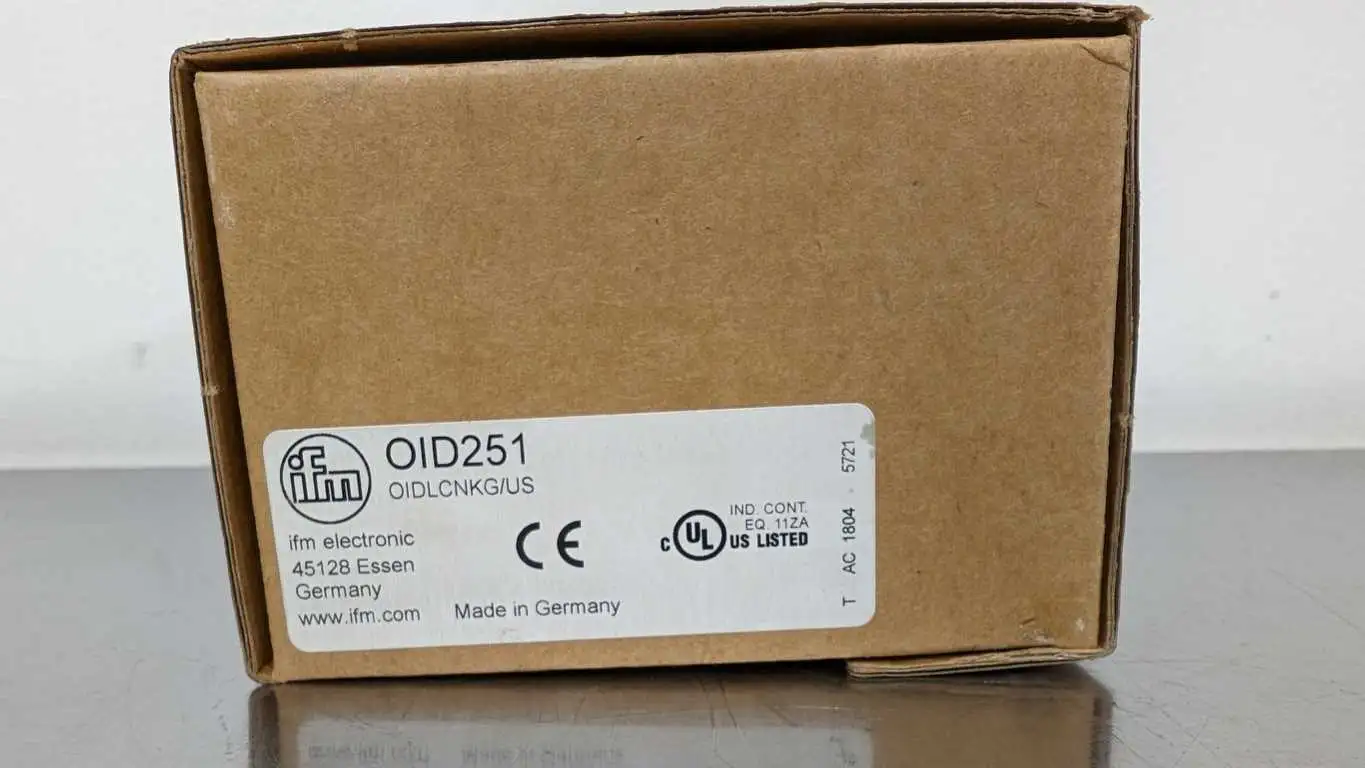 ifm
OID251
OIDLCNKG/US
ifm electronic
45128 Essen
Germany
www.ifm.com
CE
Made in Germany
c UL US LISTED
IND. CONT.
EQ. 11ZA
T AC 1804 . 5721